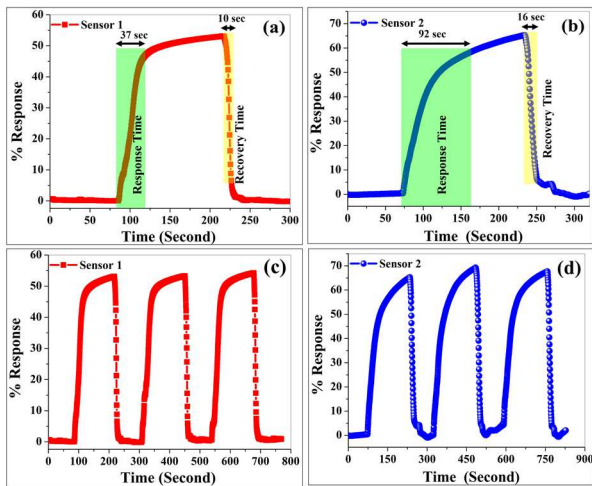 Sensor 1
37 sec
10 sec
(a)
% Response
60
50
40
30
20
10
0
Response Time
Recovery Time
0 50 100 150 200 250 300
Time (Second)
Sensor 2
92 sec
16 sec
(b)
% Response
70
60
50
40
30
20
10
0
Response Time
Recovery Time
0 50 100 150 200 250 300
Time (Second)
(c)
Sensor 1
% Response
60
50
40
30
20
10
0
0 100 200 300 400 500 600 700 800
Time (Second)
Sensor 2
(d)
% Response
70
60
50
40
30
20
10
0
0 150 300 450 600 750 900
Time (Second)